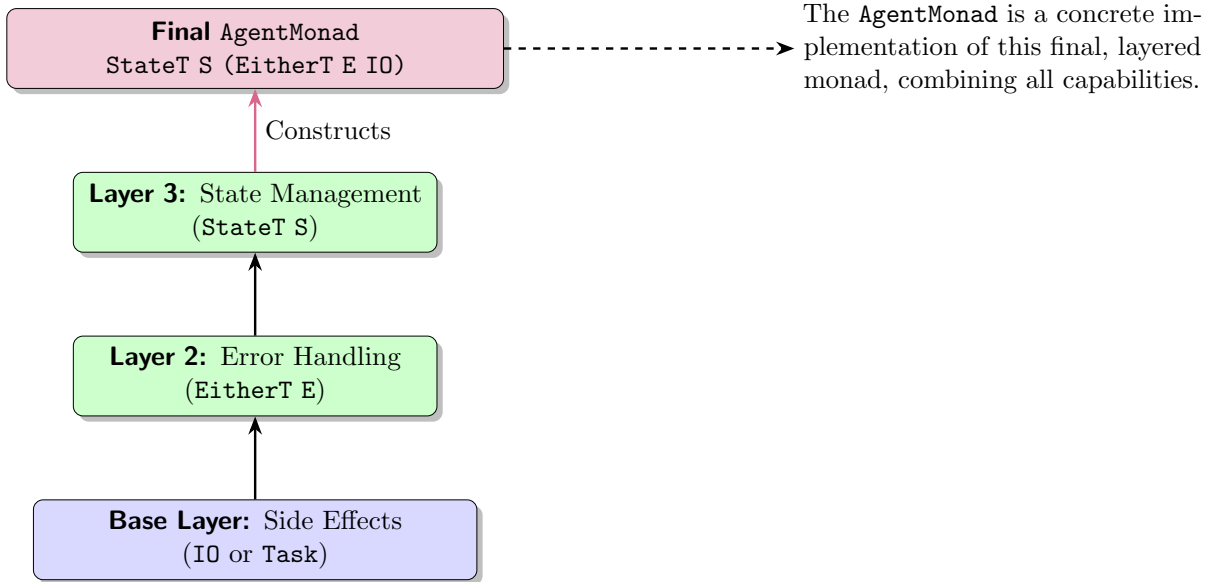 Final AgentMonad
StateT S (EitherT E IO)
The AgentMonad is a concrete im-
plementation of this final, layered
monad, combining all capabilities.
Constructs
Layer 3: State Management
(StateT S)
Layer 2: Error Handling
(EitherT E)
Base Layer: Side Effects
(IO or Task)